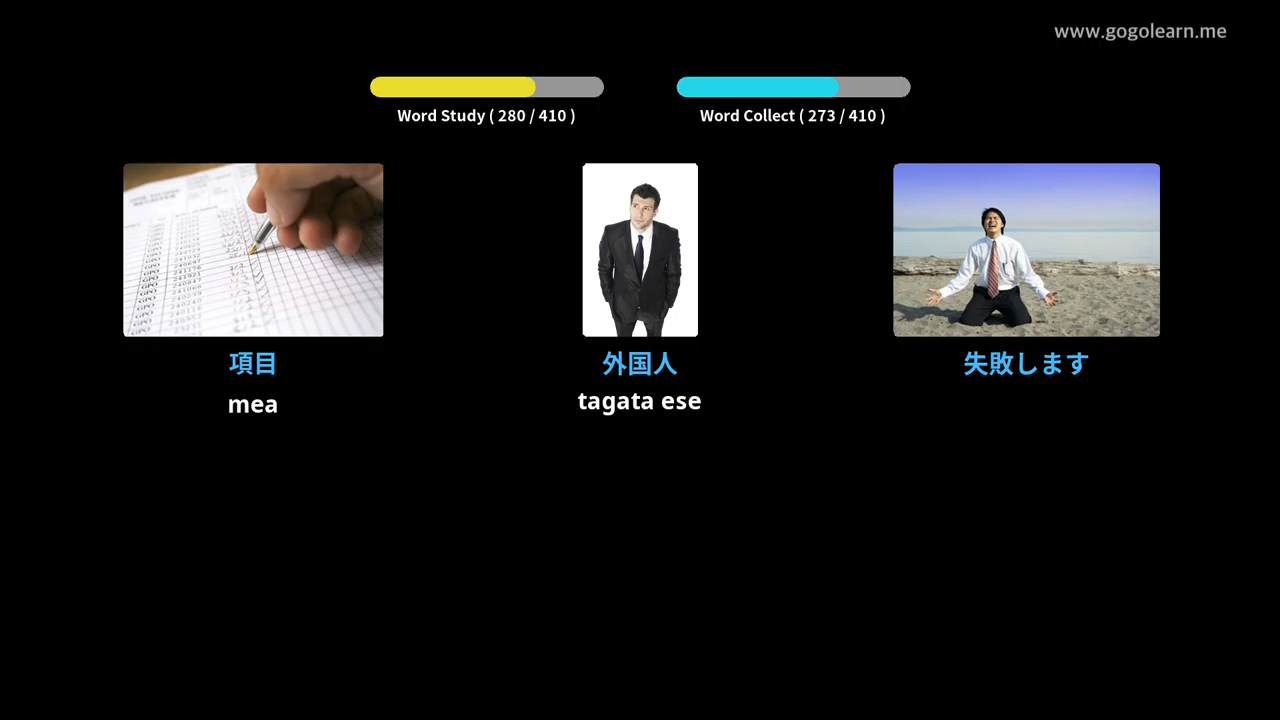 www.gogolearn.me
Word Study ( 280 / 410 )
Word Collect ( 273 / 410 )
項目
外国人
失敗します
mea
tagata ese